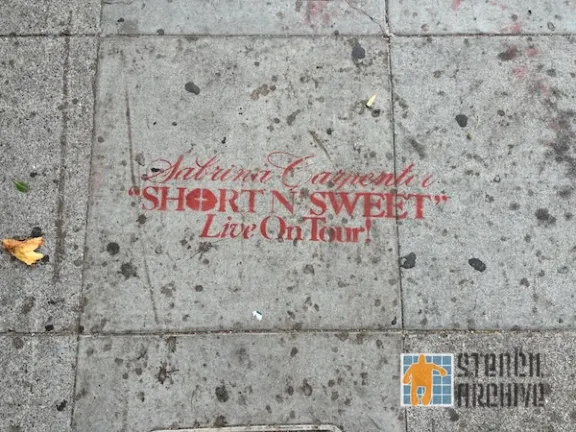 Sabrina Carpenter
“SHORT N' SWEET”
Live On Tour!
STENCIL
ARCHIVE